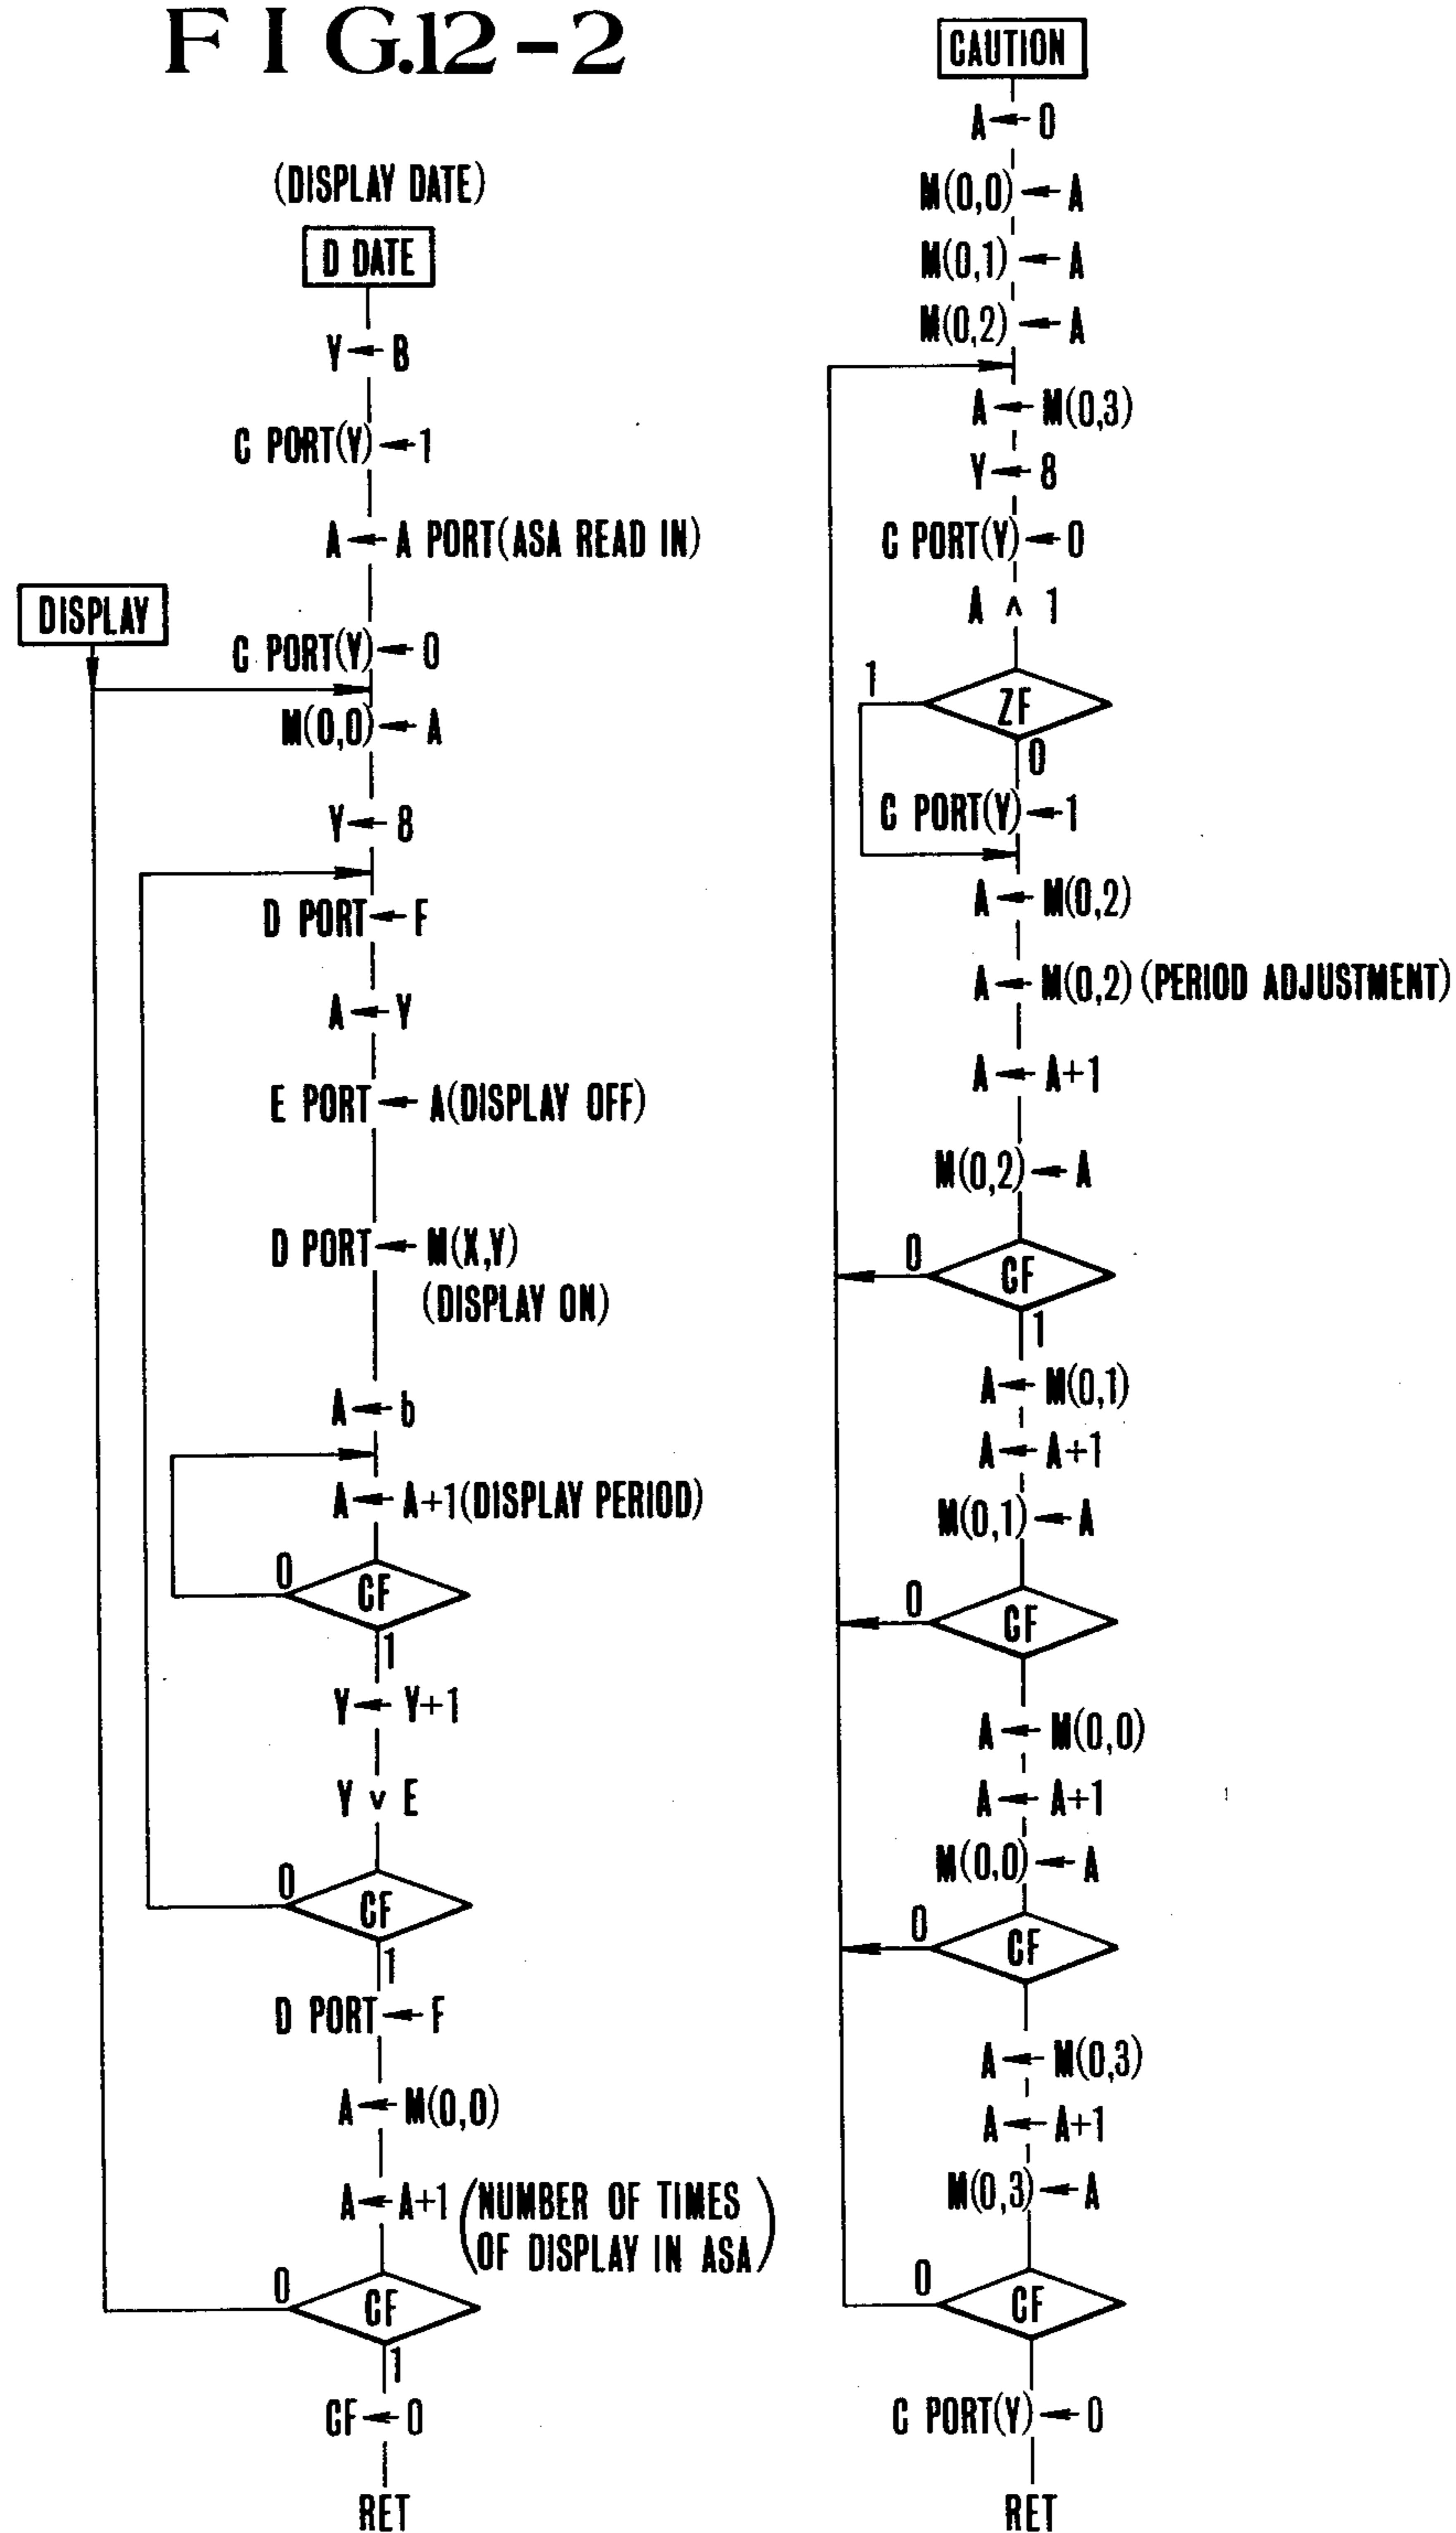 FIG.12-2
(DISPLAY DATE)
D DATE
Y←B
C PORT(Y)←1
A←A PORT(ASA READ IN)
DISPLAY
C PORT(Y)←0
M(0,0)←A
Y←8
D PORT←F
A←Y
E PORT←A(DISPLAY OFF)
D PORT←M(X,Y)
(DISPLAY ON)
A←b
A←A+1(DISPLAY PERIOD)
0
CF
1
Y←Y+1
Y v E
0
CF
1
D PORT←F
A←M(0,0)
A←A+1(NUMBER OF TIMES
OF DISPLAY IN ASA)
0
CF
1
CF←0
RET
CAUTION
A←0
M(0,0)←A
M(0,1)←A
M(0,2)←A
A←M(0,3)
Y←8
C PORT(Y)←0
A ∧ 1
1
ZF
0
C PORT(Y)←1
A←M(0,2)
A←M(0,2)(PERIOD ADJUSTMENT)
A←A+1
M(0,2)←A
0
CF
1
A←M(0,1)
A←A+1
M(0,1)←A
0
CF
A←M(0,0)
A←A+1
M(0,0)←A
0
CF
A←M(0,3)
A←A+1
M(0,3)←A
0
CF
C PORT(Y)←0
RET